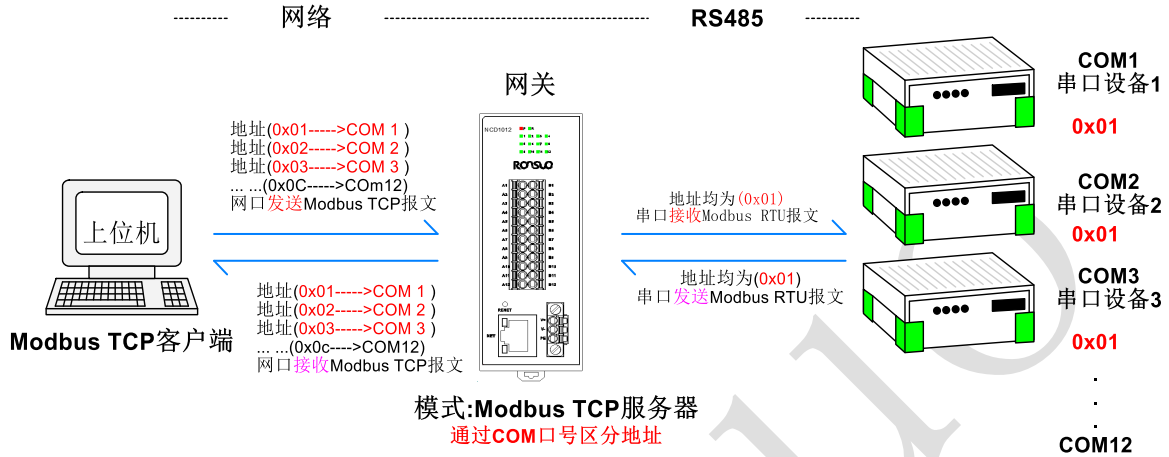 网络
RS485
网关
COM1
串口设备1
0x01
地址(0x01----->COM 1 )
地址(0x02----->COM 2 )
地址(0x03----->COM 3 )
... ...(0x0C----->COm12)
网口发送Modbus TCP报文
NCD1012
RONSUO
上位机
地址均为(0x01)
串口接收Modbus RTU报文
COM2
串口设备2
0x01
地址均为(0x01)
串口发送Modbus RTU报文
COM3
串口设备3
0x01
地址(0x01----->COM 1 )
地址(0x02----->COM 2 )
地址(0x03----->COM 3 )
... ...(0x0c---->COM12)
网口接收Modbus TCP报文
RESET
NET
V+
V-
PE
Modbus TCP客户端
模式:Modbus TCP服务器
通过COM口号区分地址
COM12